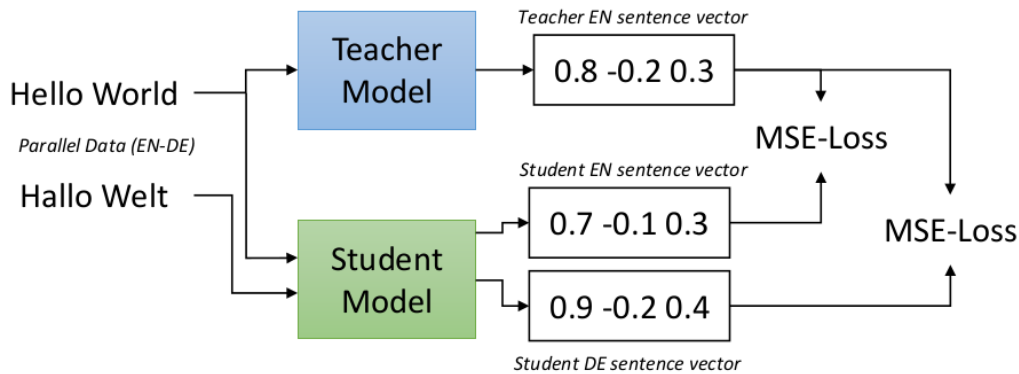 Teacher EN sentence vector
Teacher
Model
0.8 -0.2 0.3
Hello World
Parallel Data (EN-DE)
MSE-Loss
Hallo Welt
Student EN sentence vector
0.7 -0.1 0.3
MSE-Loss
Student
Model
0.9 -0.2 0.4
Student DE sentence vector